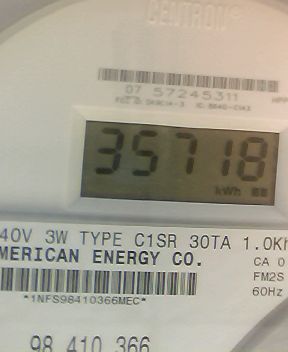 CENTRON®
07 57245311
35718
kWh
40V 3W TYPE C1SR 30TA 1.0Kh
MERICAN ENERGY CO.
CA 0
FM2S
*1NFS98410366MEC*
60Hz
98 410 366